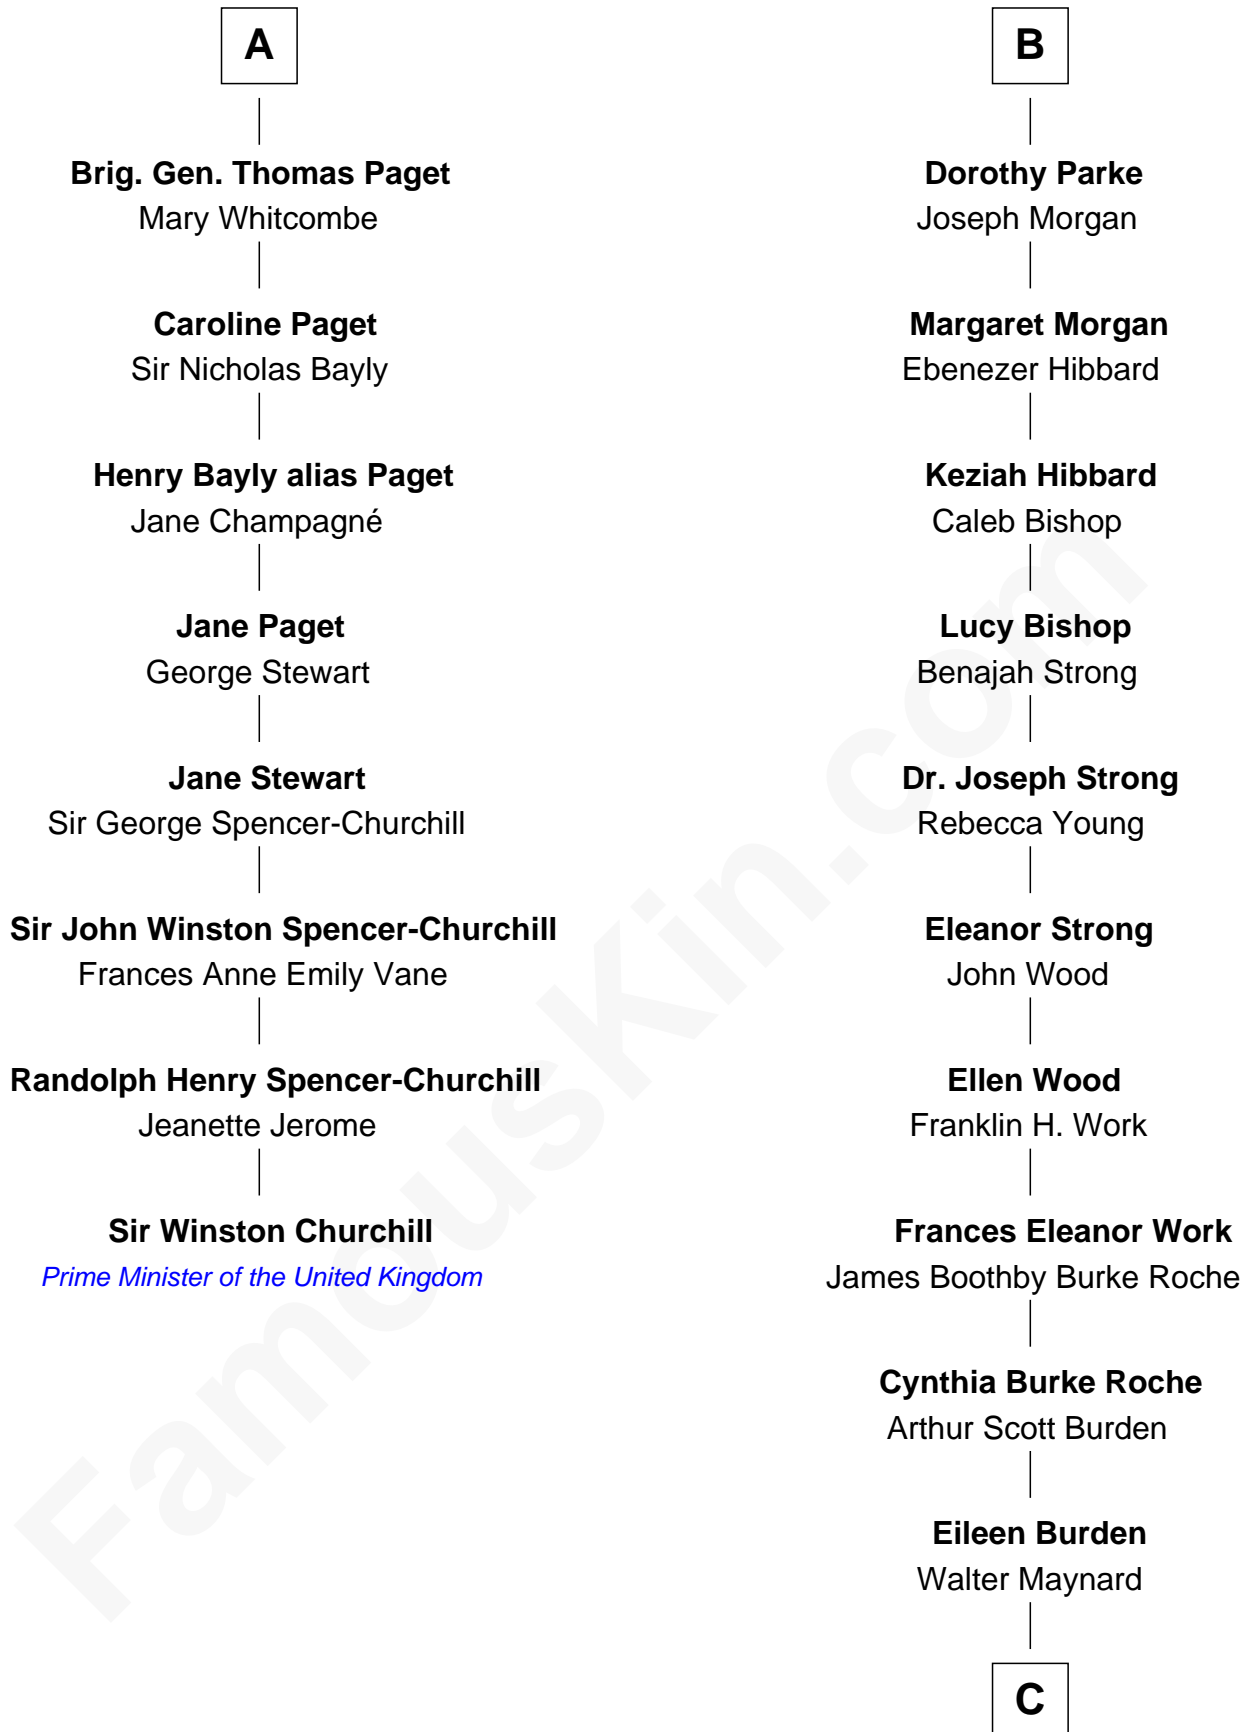 A
Brig. Gen. Thomas Paget
Mary Whitcombe
Caroline Paget
Sir Nicholas Bayly
Henry Bayly alias Paget
Jane Champagné
Jane Paget
George Stewart
Jane Stewart
Sir George Spencer-Churchill
Sir John Winston Spencer-Churchill
Frances Anne Emily Vane
Randolph Henry Spencer-Churchill
Jeanette Jerome
Sir Winston Churchill
Prime Minister of the United Kingdom
B
Dorothy Parke
Joseph Morgan
Margaret Morgan
Ebenezer Hibbard
Keziah Hibbard
Caleb Bishop
Lucy Bishop
Benajah Strong
Dr. Joseph Strong
Rebecca Young
Eleanor Strong
John Wood
Ellen Wood
Franklin H. Work
Frances Eleanor Work
James Boothby Burke Roche
Cynthia Burke Roche
Arthur Scott Burden
Eileen Burden
Walter Maynard
C
FamousKin.com